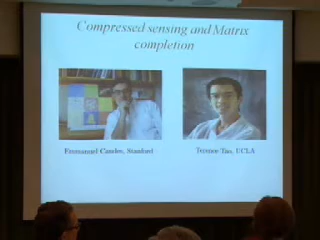 Compressed sensing and Matrix
completion
Emmanuel Candes, Stanford
Terence Tao, UCLA